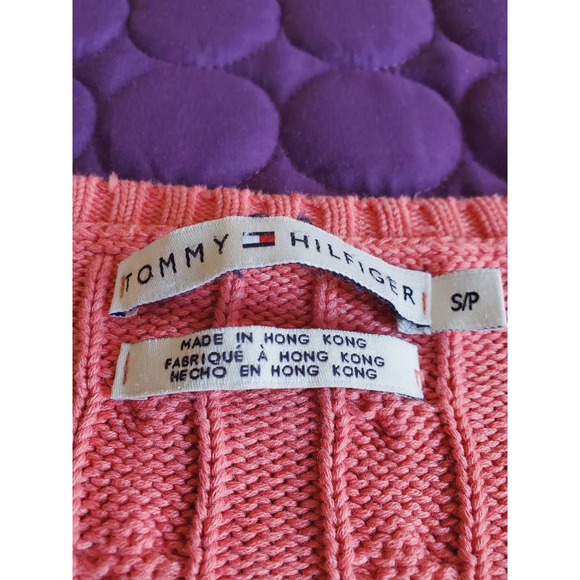 TOMMY HILFIGER
S/P
MADE IN HONG KONG
FABRIQUÉ À HONG KONG
HECHO EN HONG KONG